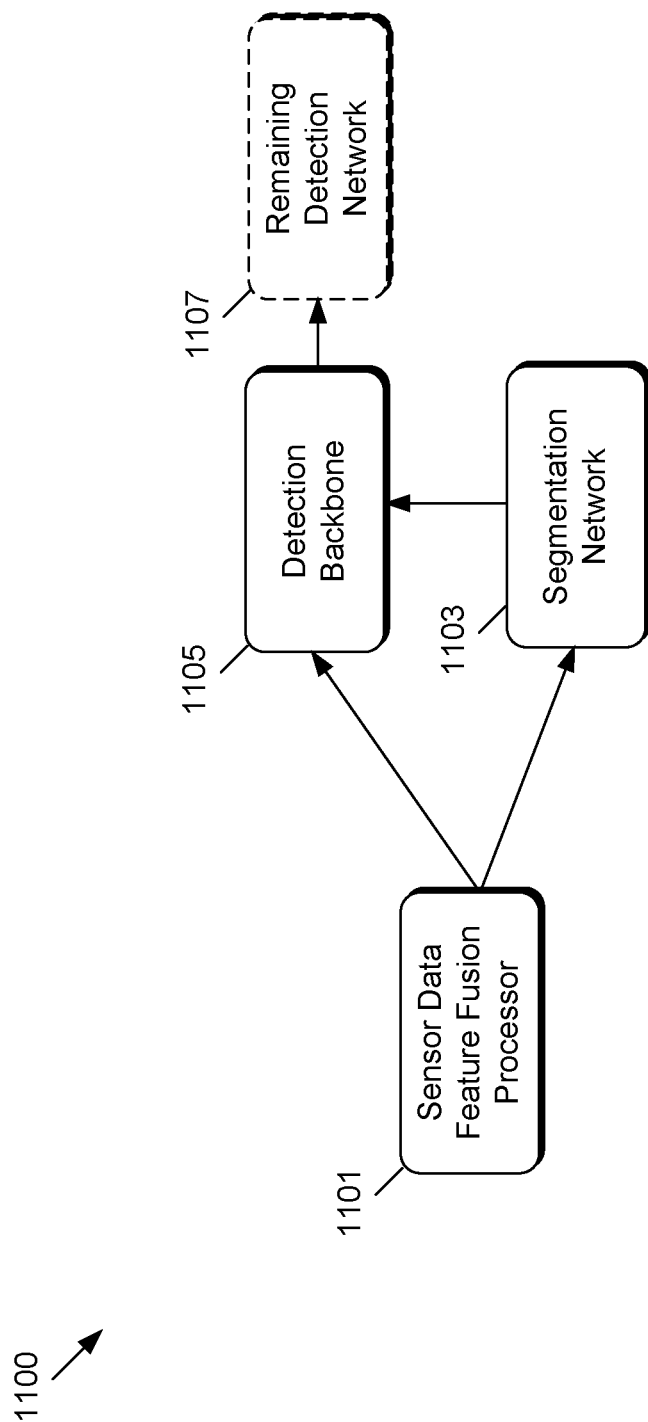 1100
1101
Sensor Data
Feature Fusion
Processor
1105
Detection
Backbone
1103
Segmentation
Network
1107
Remaining
Detection
Network